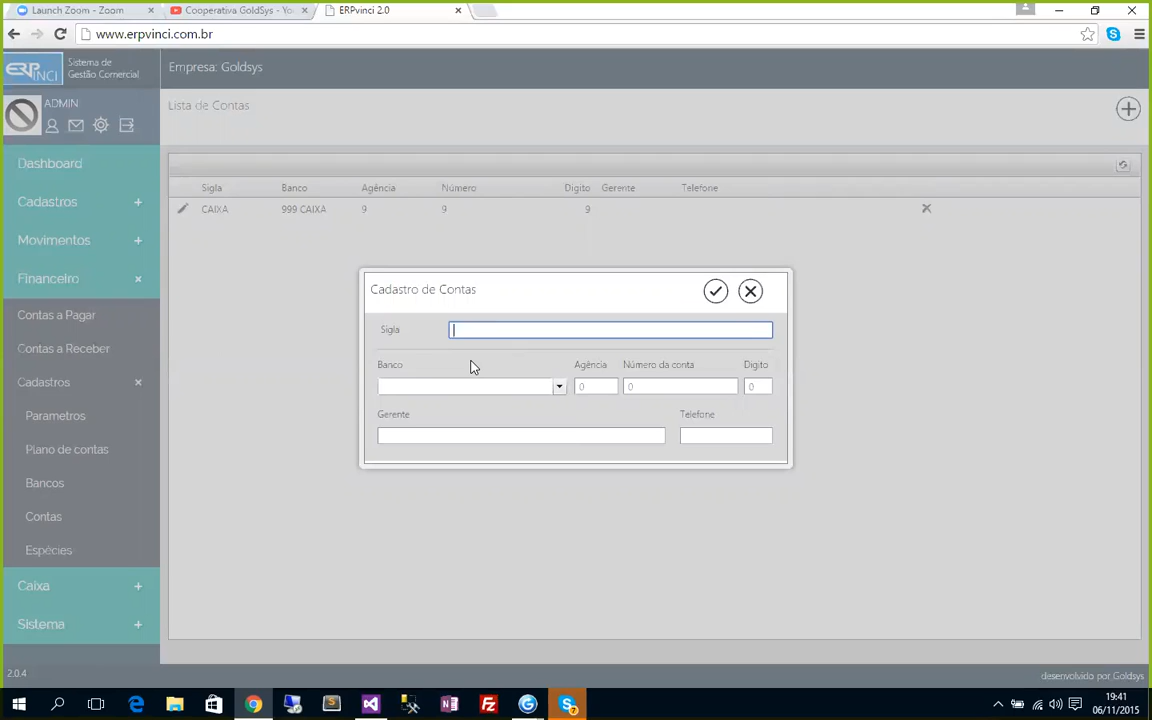 Launch Zoom - Zoom
Cooperativa GoldSys - Yo
ERPvinci 2.0
www.erpvinci.com.br
ERPVINCI
Sistema de
Gestão Comercial
Empresa: Goldsys
ADMIN
Lista de Contas
Dashboard
Cadastros +
Movimentos +
Financeiro ×
Contas a Pagar
Contas a Receber
Cadastros ×
Parametros
Plano de contas
Bancos
Contas
Espécies
Caixa +
Sistema +
Sigla Banco Agência Número Digito Gerente Telefone
CAIXA 999 CAIXA 9 9 9
Cadastro de Contas
Sigla
Banco Agência Número da conta Digito
0 0 0
Gerente Telefone
2.0.4
desenvolvido por Goldsys
19:41
06/11/2015